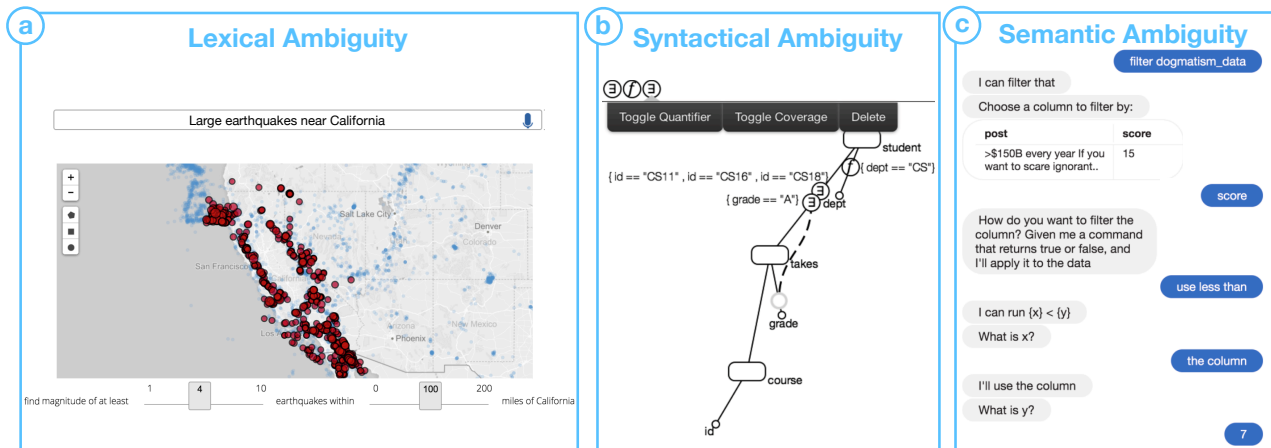 a
Lexical Ambiguity
Large earthquakes near California
+
−
Wyoming
Salt Lake City
Denver
Nevada
Colorado
San Francisco
California
Arizona
New Mexico
Los
Phoenix
1 4 10 0 100 200
find magnitude of at least earthquakes within miles of California
b
Syntactical Ambiguity
∃ f ∃
Toggle Quantifier Toggle Coverage Delete
student
f { dept == "CS"}
{ id == "CS11" , id == "CS16" , id == "CS18"} ∃
{ grade == "A"} ∃ dept
takes
grade
course
id
c
Semantic Ambiguity
filter dogmatism_data
I can filter that
Choose a column to filter by:
post score
>$150B every year If you 15
want to scare ignorant..
score
How do you want to filter the
column? Given me a command
that returns true or false, and
I'll apply it to the data
use less than
I can run {x} < {y}
What is x?
the column
I'll use the column
What is y?
7